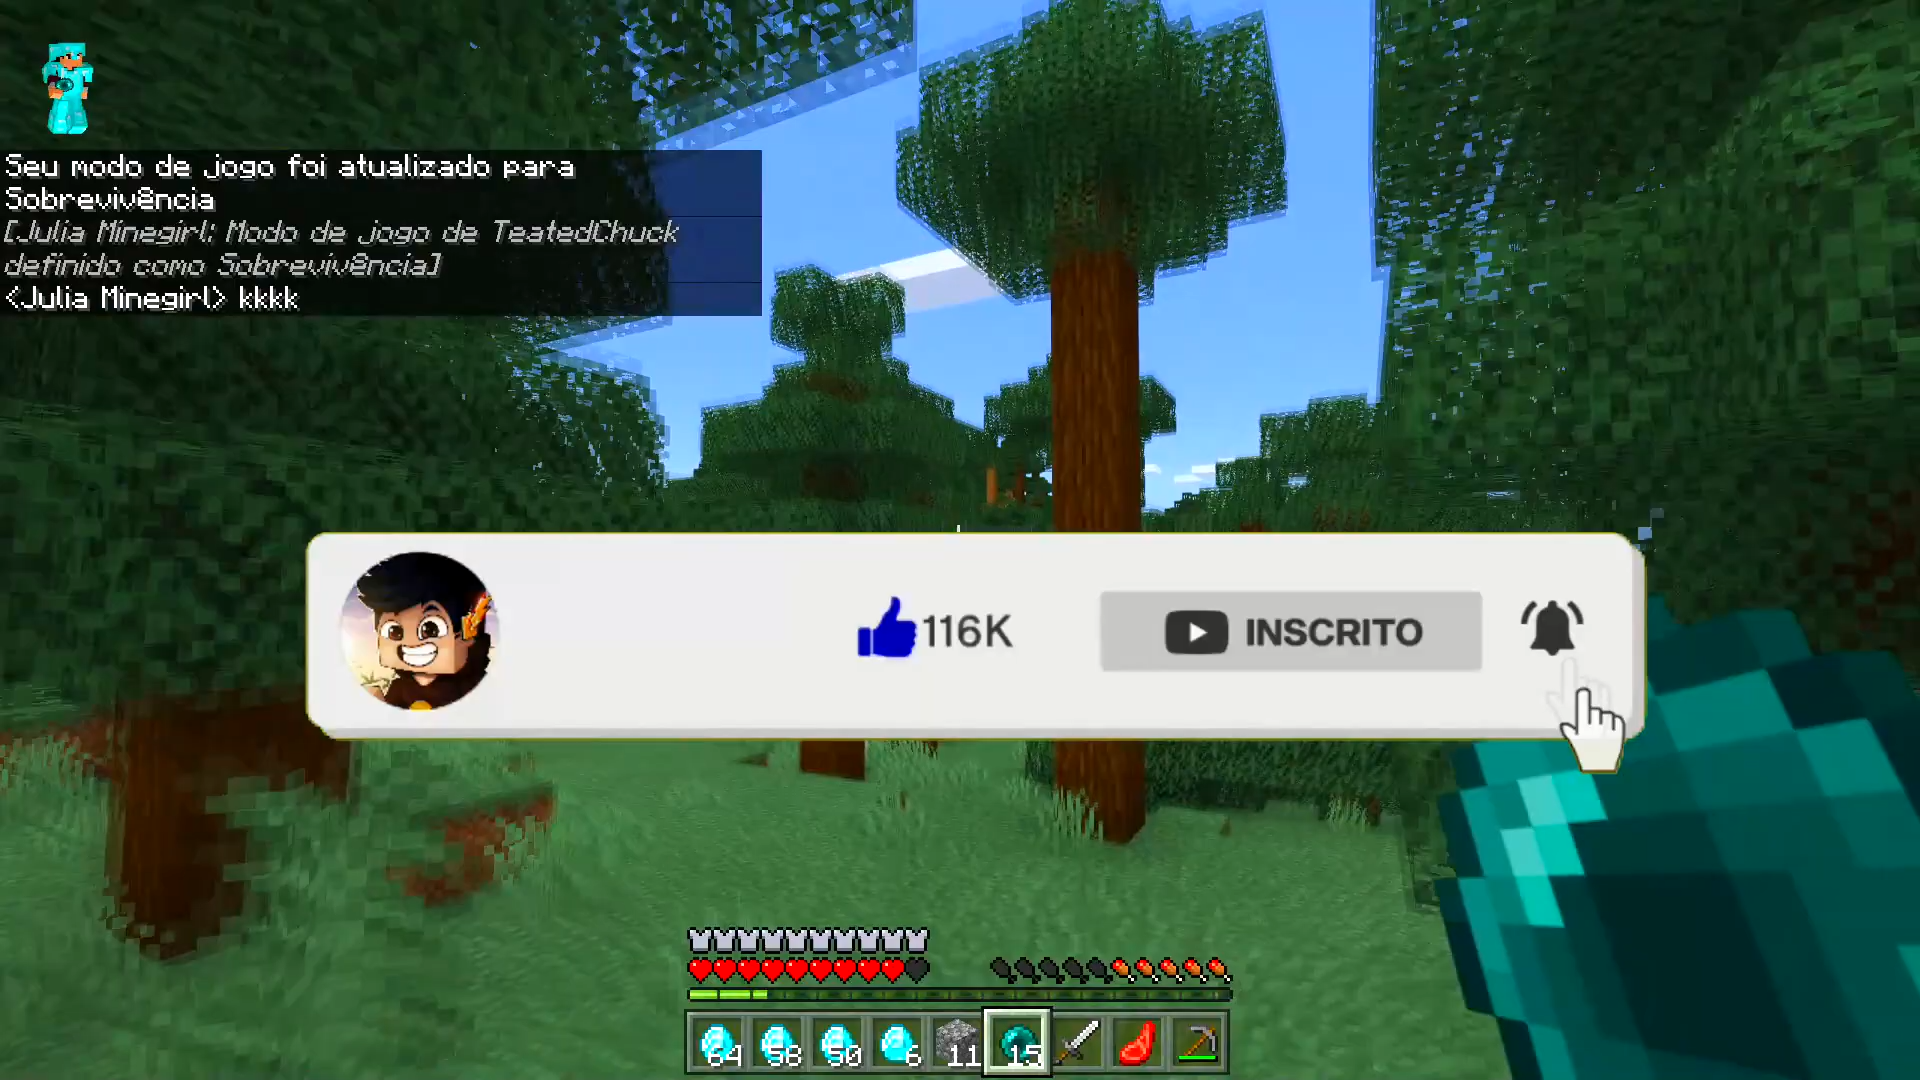 Seu modo de jogo foi atualizado para
Sobrevivência
[Julia Minegirl: Modo de jogo de TeatedChuck
definido como Sobrevivência]
<Julia Minegirl> kkkk
116K
INSCRITO
64 58 50 6 11 15